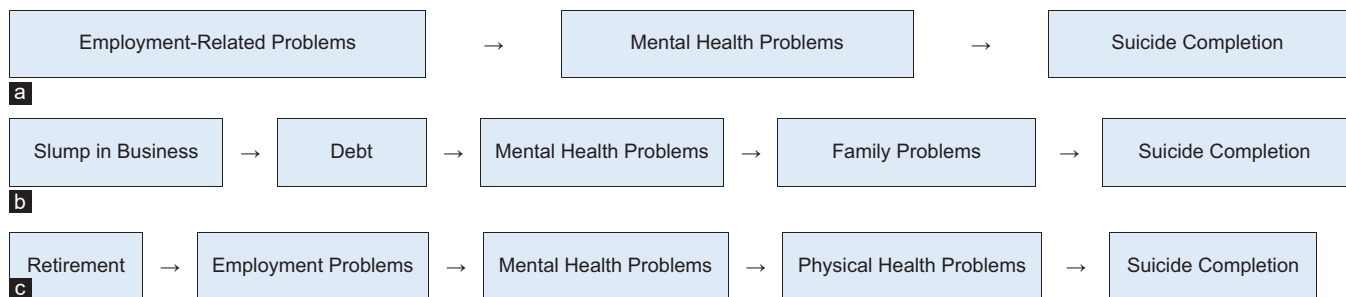 Employment-Related Problems → Mental Health Problems → Suicide Completion
a
Slump in Business → Debt → Mental Health Problems → Family Problems → Suicide Completion
b
Retirement → Employment Problems → Mental Health Problems → Physical Health Problems → Suicide Completion
c